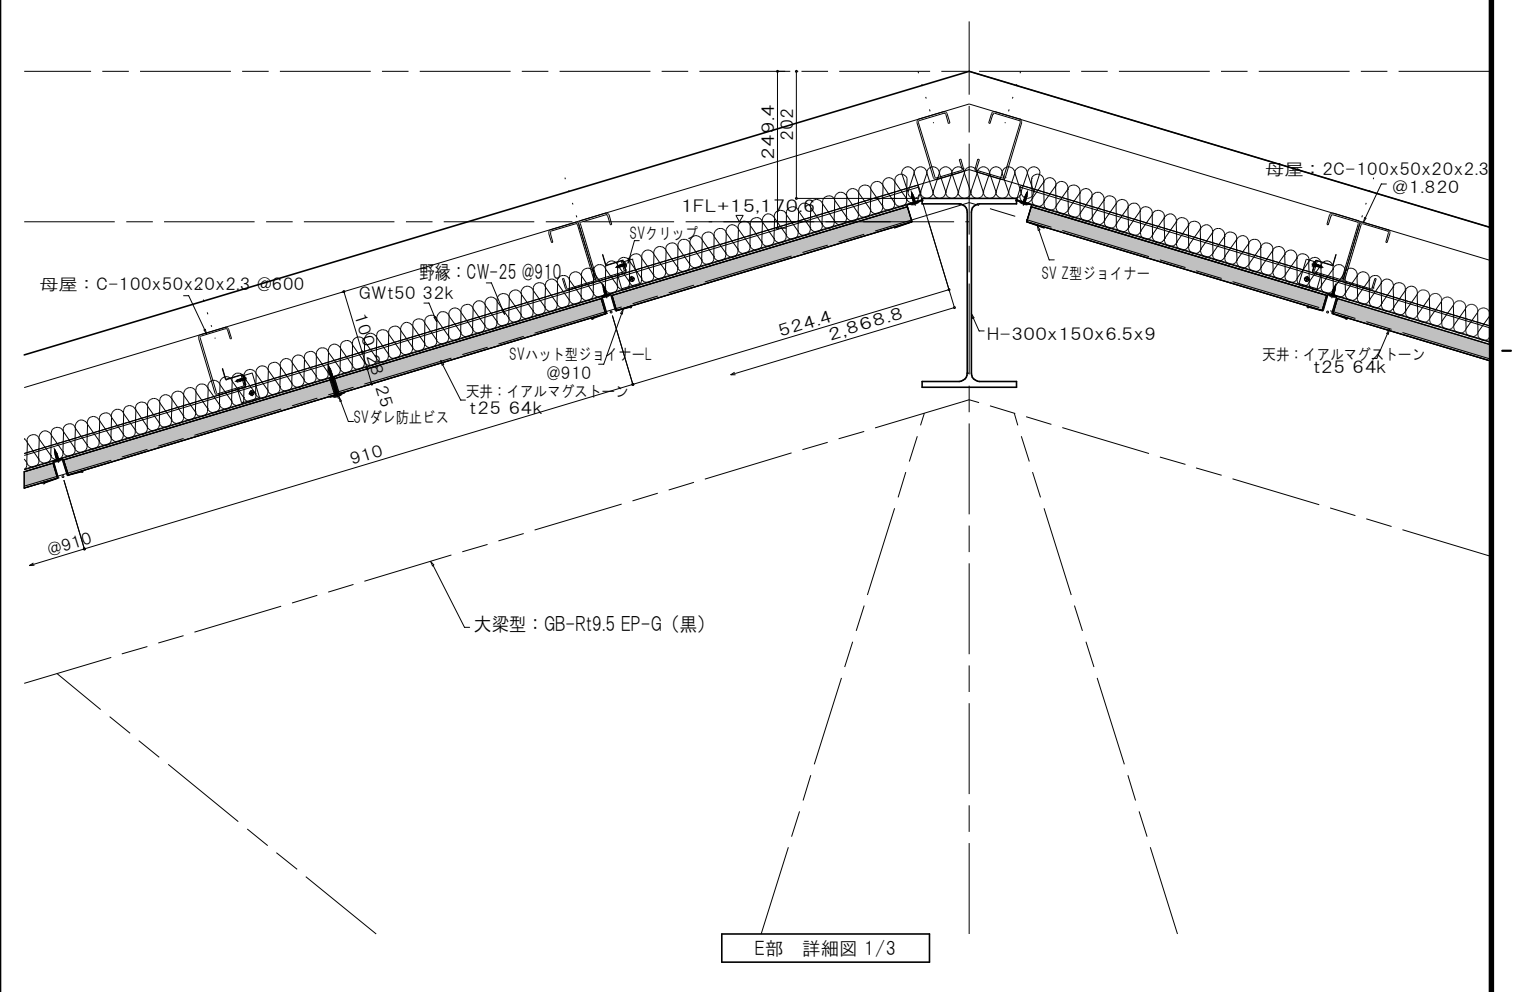 249.4
202
母屋：2C-100x50x20x2.3
@1.820
1FL+15,170.6
SVクリップ
野縁：CW-25 @910
GWt50 32k
母屋：C-100x50x20x2.3 @600
SV Z型ジョイナー
524.4
2,868.8
H-300x150x6.5x9
100
28
25
SVハット型ジョイナーL
@910
天井：イアルマグストーン
t25 64k
天井：イアルマグストーン
t25 64k
SVダレ防止ビス
910
@910
大梁型：GB-Rt9.5 EP-G（黒）
E部　詳細図 1/3